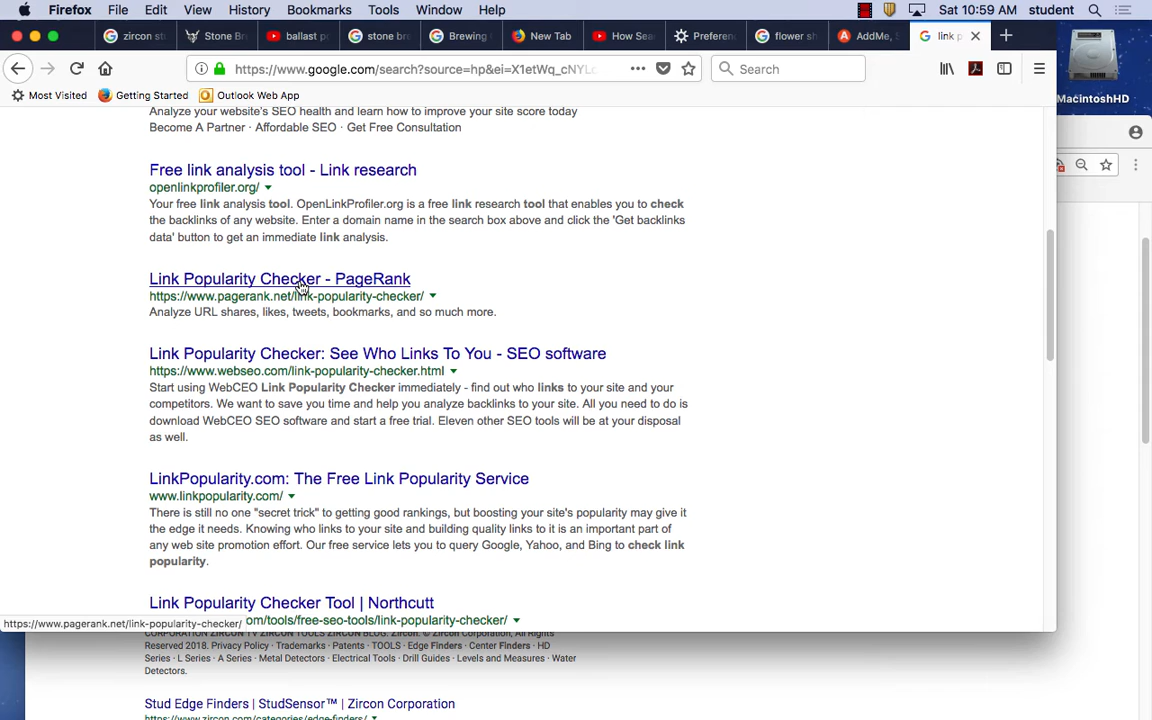 Firefox File Edit View History Bookmarks Tools Window Help Sat 10:59 AM student
zircon st Stone Br ballast po stone br Brewing New Tab How Sea Preferen flower sh AddMe, link p
https://www.google.com/search?source=hp&ei=X1etWq_cNYL Search
Most Visited Getting Started Outlook Web App
MacintoshHD
Analyze your website's SEO health and learn how to improve your site score today
Become A Partner · Affordable SEO · Get Free Consultation
Free link analysis tool - Link research
openlinkprofiler.org/
Your free link analysis tool. OpenLinkProfiler.org is a free link research tool that enables you to check
the backlinks of any website. Enter a domain name in the search box above and click the 'Get backlinks
data' button to get an immediate link analysis.
Link Popularity Checker - PageRank
https://www.pagerank.net/link-popularity-checker/
Analyze URL shares, likes, tweets, bookmarks, and so much more.
Link Popularity Checker: See Who Links To You - SEO software
https://www.webseo.com/link-popularity-checker.html
Start using WebCEO Link Popularity Checker immediately - find out who links to your site and your
competitors. We want to save you time and help you analyze backlinks to your site. All you need to do is
download WebCEO SEO software and start a free trial. Eleven other SEO tools will be at your disposal
as well.
LinkPopularity.com: The Free Link Popularity Service
www.linkpopularity.com/
There is still no one "secret trick" to getting good rankings, but boosting your site's popularity may give it
the edge it needs. Knowing who links to your site and building quality links to it is an important part of
any web site promotion effort. Our free service lets you to query Google, Yahoo, and Bing to check link
popularity.
Link Popularity Checker Tool | Northcutt
om/tools/free-seo-tools/link-popularity-checker/
https://www.pagerank.net/link-popularity-checker/
CORPORATION ZIRCON TM ZIRCON TOOLS ZIRCON BLOG. Zircon. © Zircon Corporation, All Rights
Reserved 2018. Privacy Policy · Trademarks · Patents · TOOLS · Edge Finders · Center Finders · HD
Series · L Series · A Series · Metal Detectors · Electrical Tools · Drill Guides · Levels and Measures · Water
Detectors.
Stud Edge Finders | StudSensor™ | Zircon Corporation
https://www.zircon.com/categories/edge-finders/